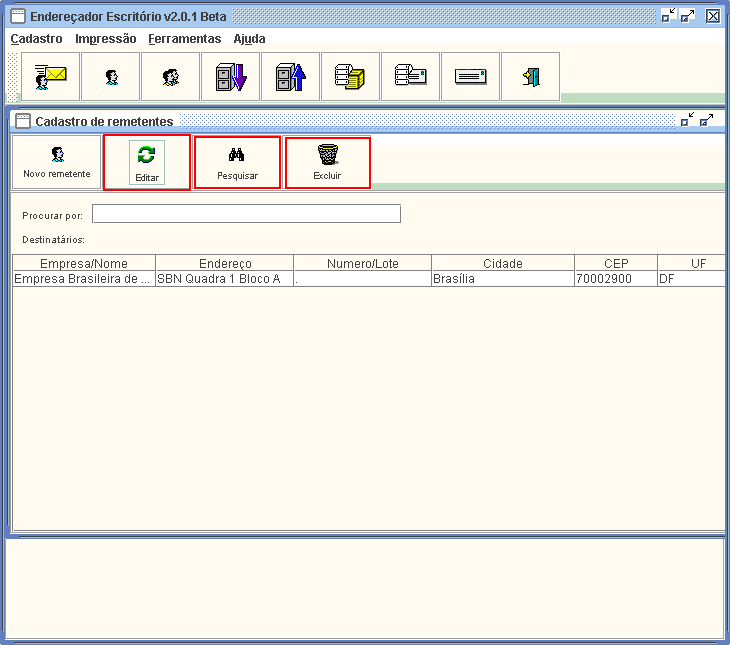 Endereçador Escritório v2.0.1 Beta
Cadastro Impressão Ferramentas Ajuda
Cadastro de remetentes
Novo remetente Editar Pesquisar Excluir
Procurar por:
Destinatários:
Empresa/Nome Endereço Numero/Lote Cidade CEP UF
Empresa Brasileira de ... SBN Quadra 1 Bloco A . Brasília 70002900 DF